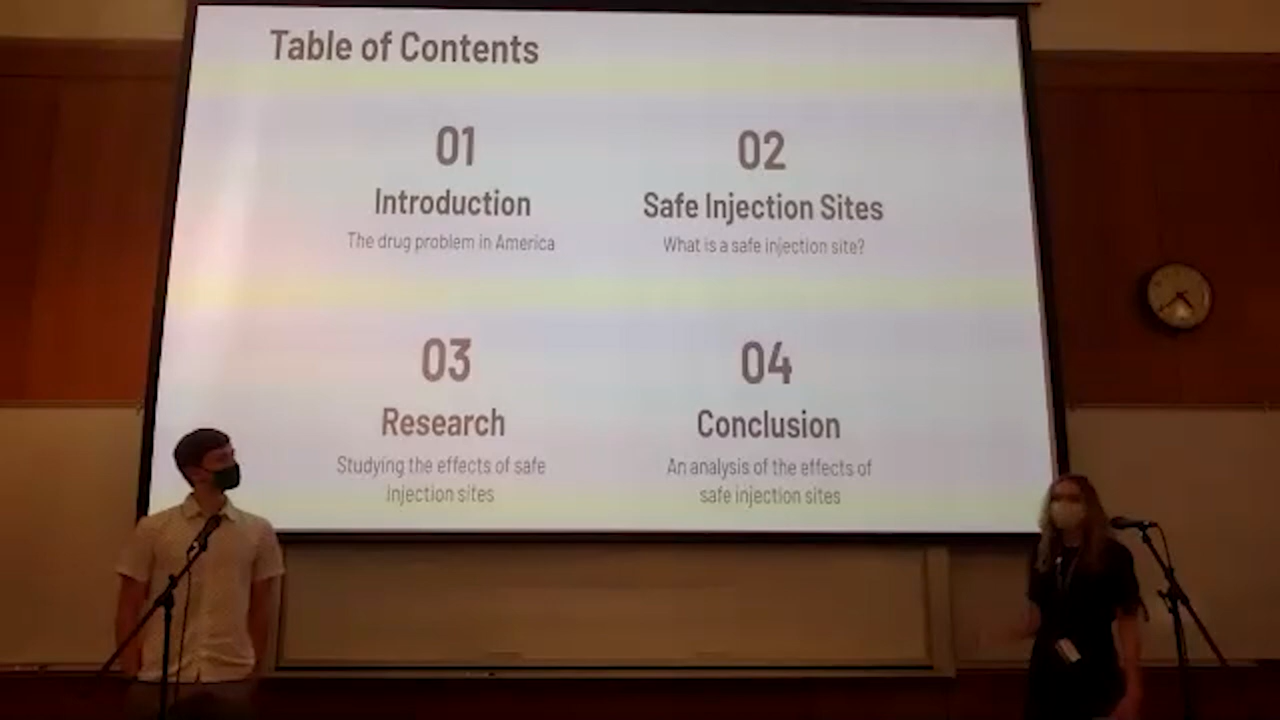 Table of Contents
01
Introduction
The drug problem in America
02
Safe Injection Sites
What is a safe injection site?
03
Research
Studying the effects of safe
injection sites
04
Conclusion
An analysis of the effects of
safe injection sites